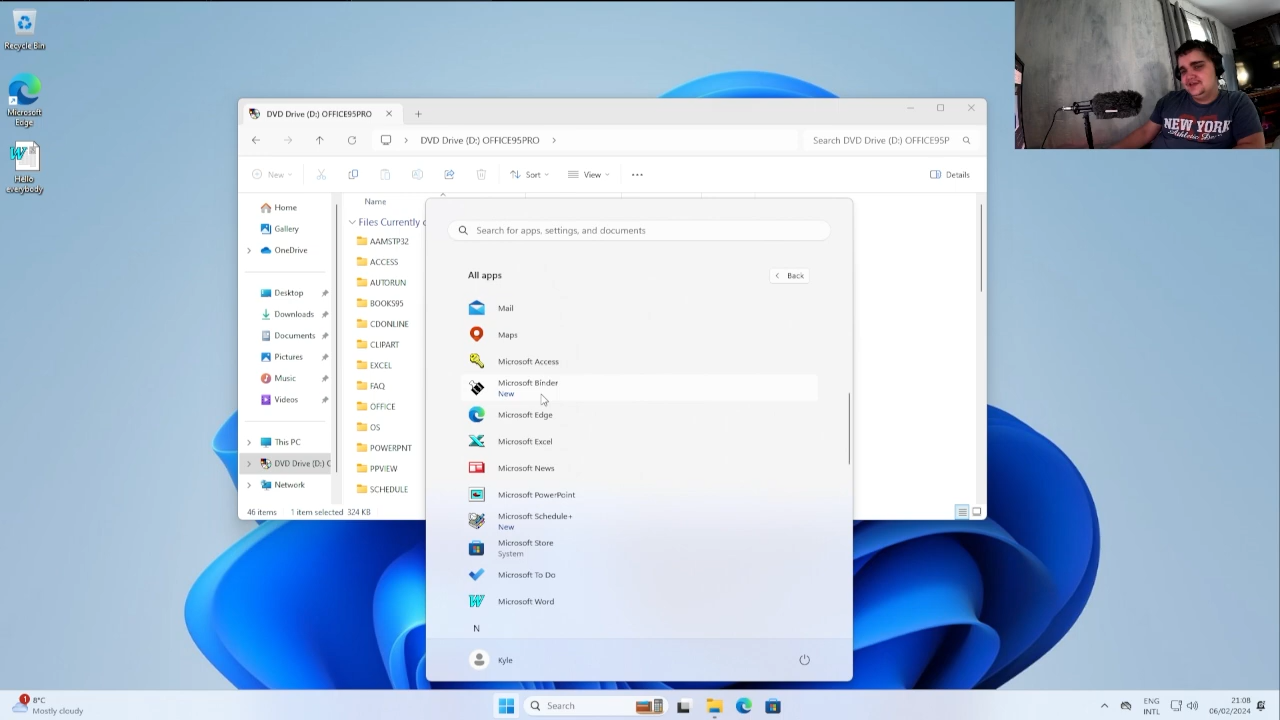 Recycle Bin
Microsoft
Edge
Hello
everybody
DVD Drive (D:) OFFICE95PRO
DVD Drive (D:) OFFICE95PRO
Search DVD Drive (D:) OFFICE95P
New
Sort
View
Details
Home
Gallery
OneDrive
Desktop
Downloads
Documents
Pictures
Music
Videos
This PC
DVD Drive (D:) O
Network
Name
Files Currently
AAMSTP32
ACCESS
AUTORUN
BOOKS95
CDONLINE
CLIPART
EXCEL
FAQ
OFFICE
OS
POWERPNT
PPVIEW
SCHEDULE
46 items
1 item selected 324 KB
Search for apps, settings, and documents
All apps
Back
Mail
Maps
Microsoft Access
Microsoft Binder
New
Microsoft Edge
Microsoft Excel
Microsoft News
Microsoft PowerPoint
Microsoft Schedule+
New
Microsoft Store
System
Microsoft To Do
Microsoft Word
N
Kyle
NEW YORK
1
8°C
Mostly cloudy
Search
ENG
INTL
21:08
06/02/2024